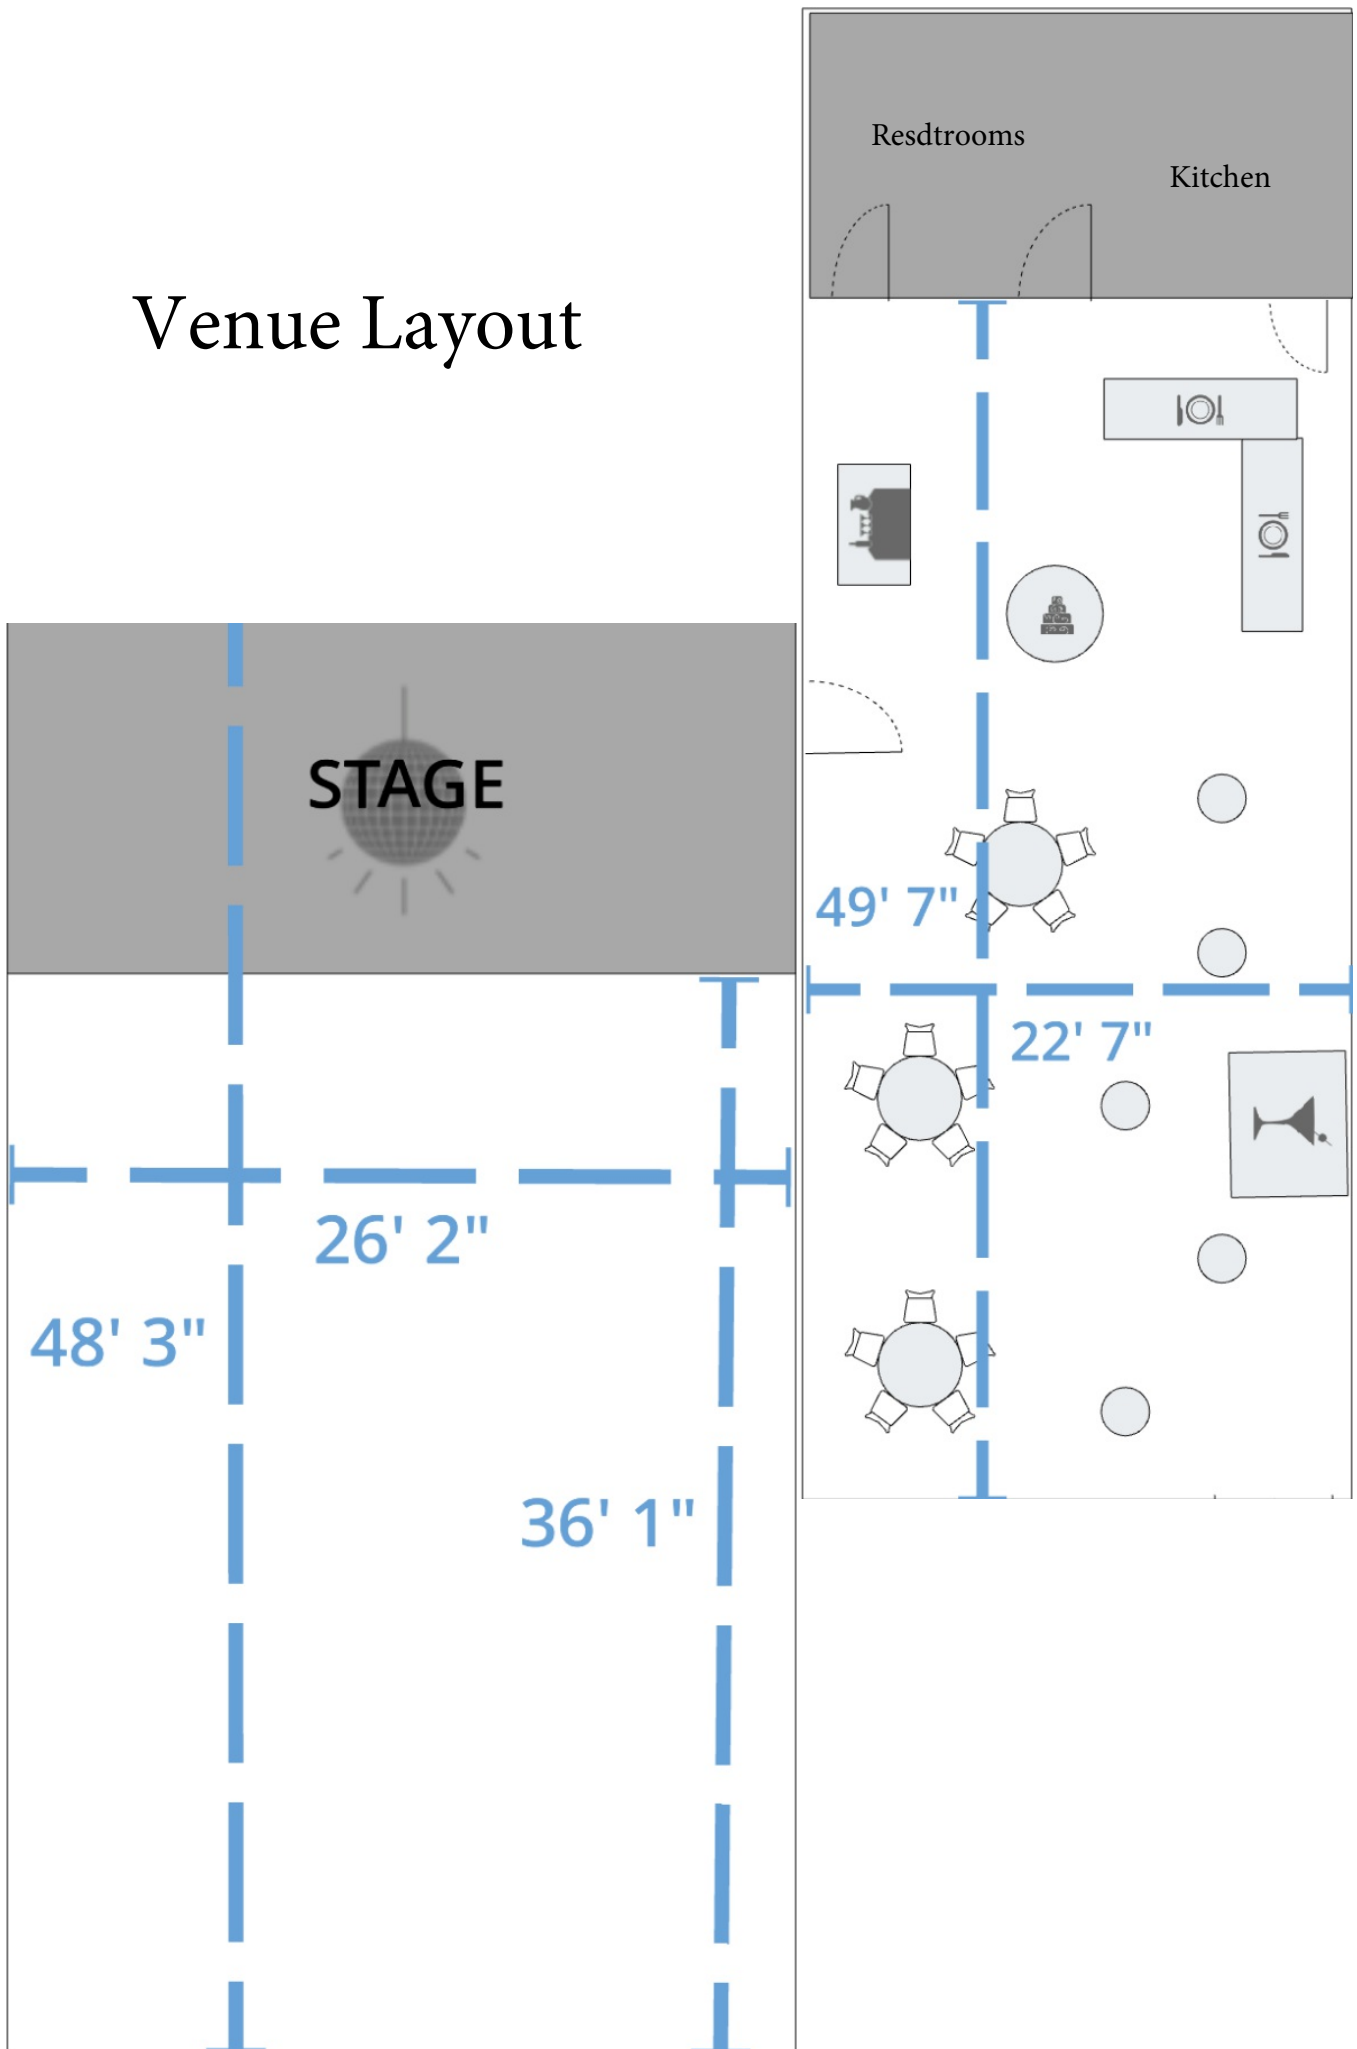 Resdtrooms
Kitchen
Venue Layout
STAGE
49' 7"
22' 7"
26' 2"
48' 3"
36' 1"